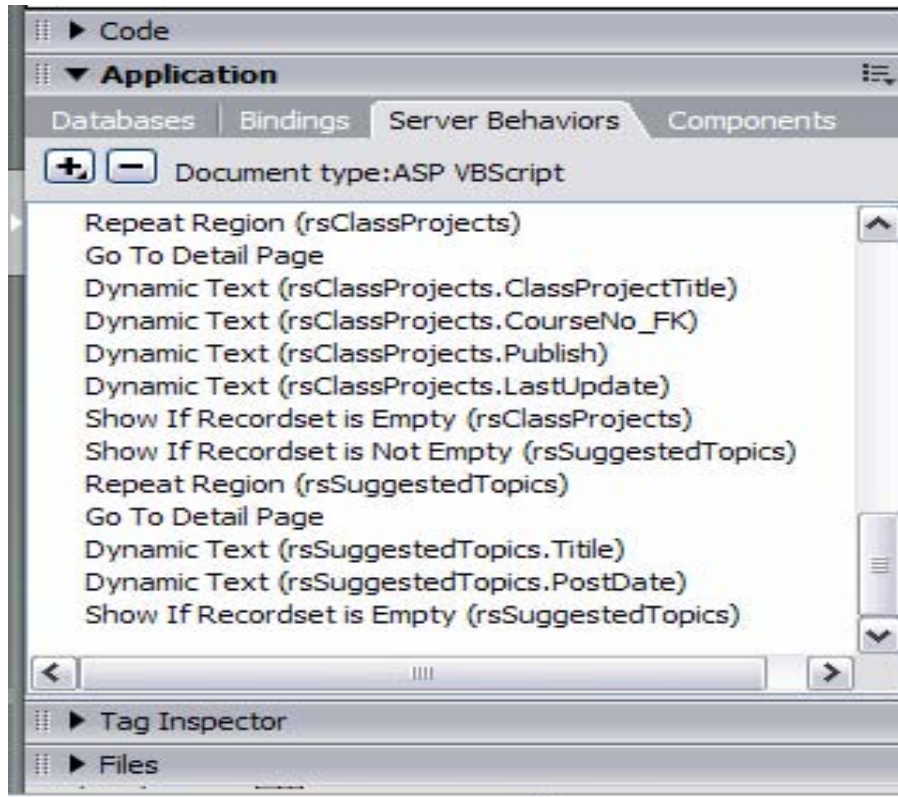 Code
Application
Databases Bindings Server Behaviors Components
Document type:ASP VBScript
Repeat Region (rsClassProjects)
Go To Detail Page
Dynamic Text (rsClassProjects.ClassProjectTitle)
Dynamic Text (rsClassProjects.CourseNo_FK)
Dynamic Text (rsClassProjects.Publish)
Dynamic Text (rsClassProjects.LastUpdate)
Show If Recordset is Empty (rsClassProjects)
Show If Recordset is Not Empty (rsSuggestedTopics)
Repeat Region (rsSuggestedTopics)
Go To Detail Page
Dynamic Text (rsSuggestedTopics.Titile)
Dynamic Text (rsSuggestedTopics.PostDate)
Show If Recordset is Empty (rsSuggestedTopics)
Tag Inspector
Files